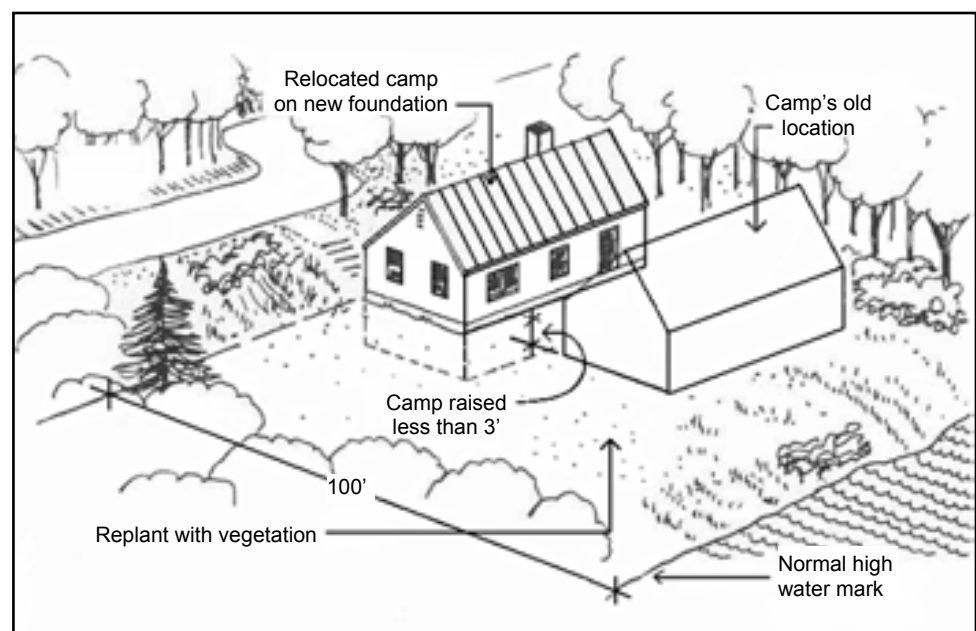 Relocated camp
on new foundation
Camp's old
location
Camp raised
less than 3'
100'
Replant with vegetation
Normal high
water mark